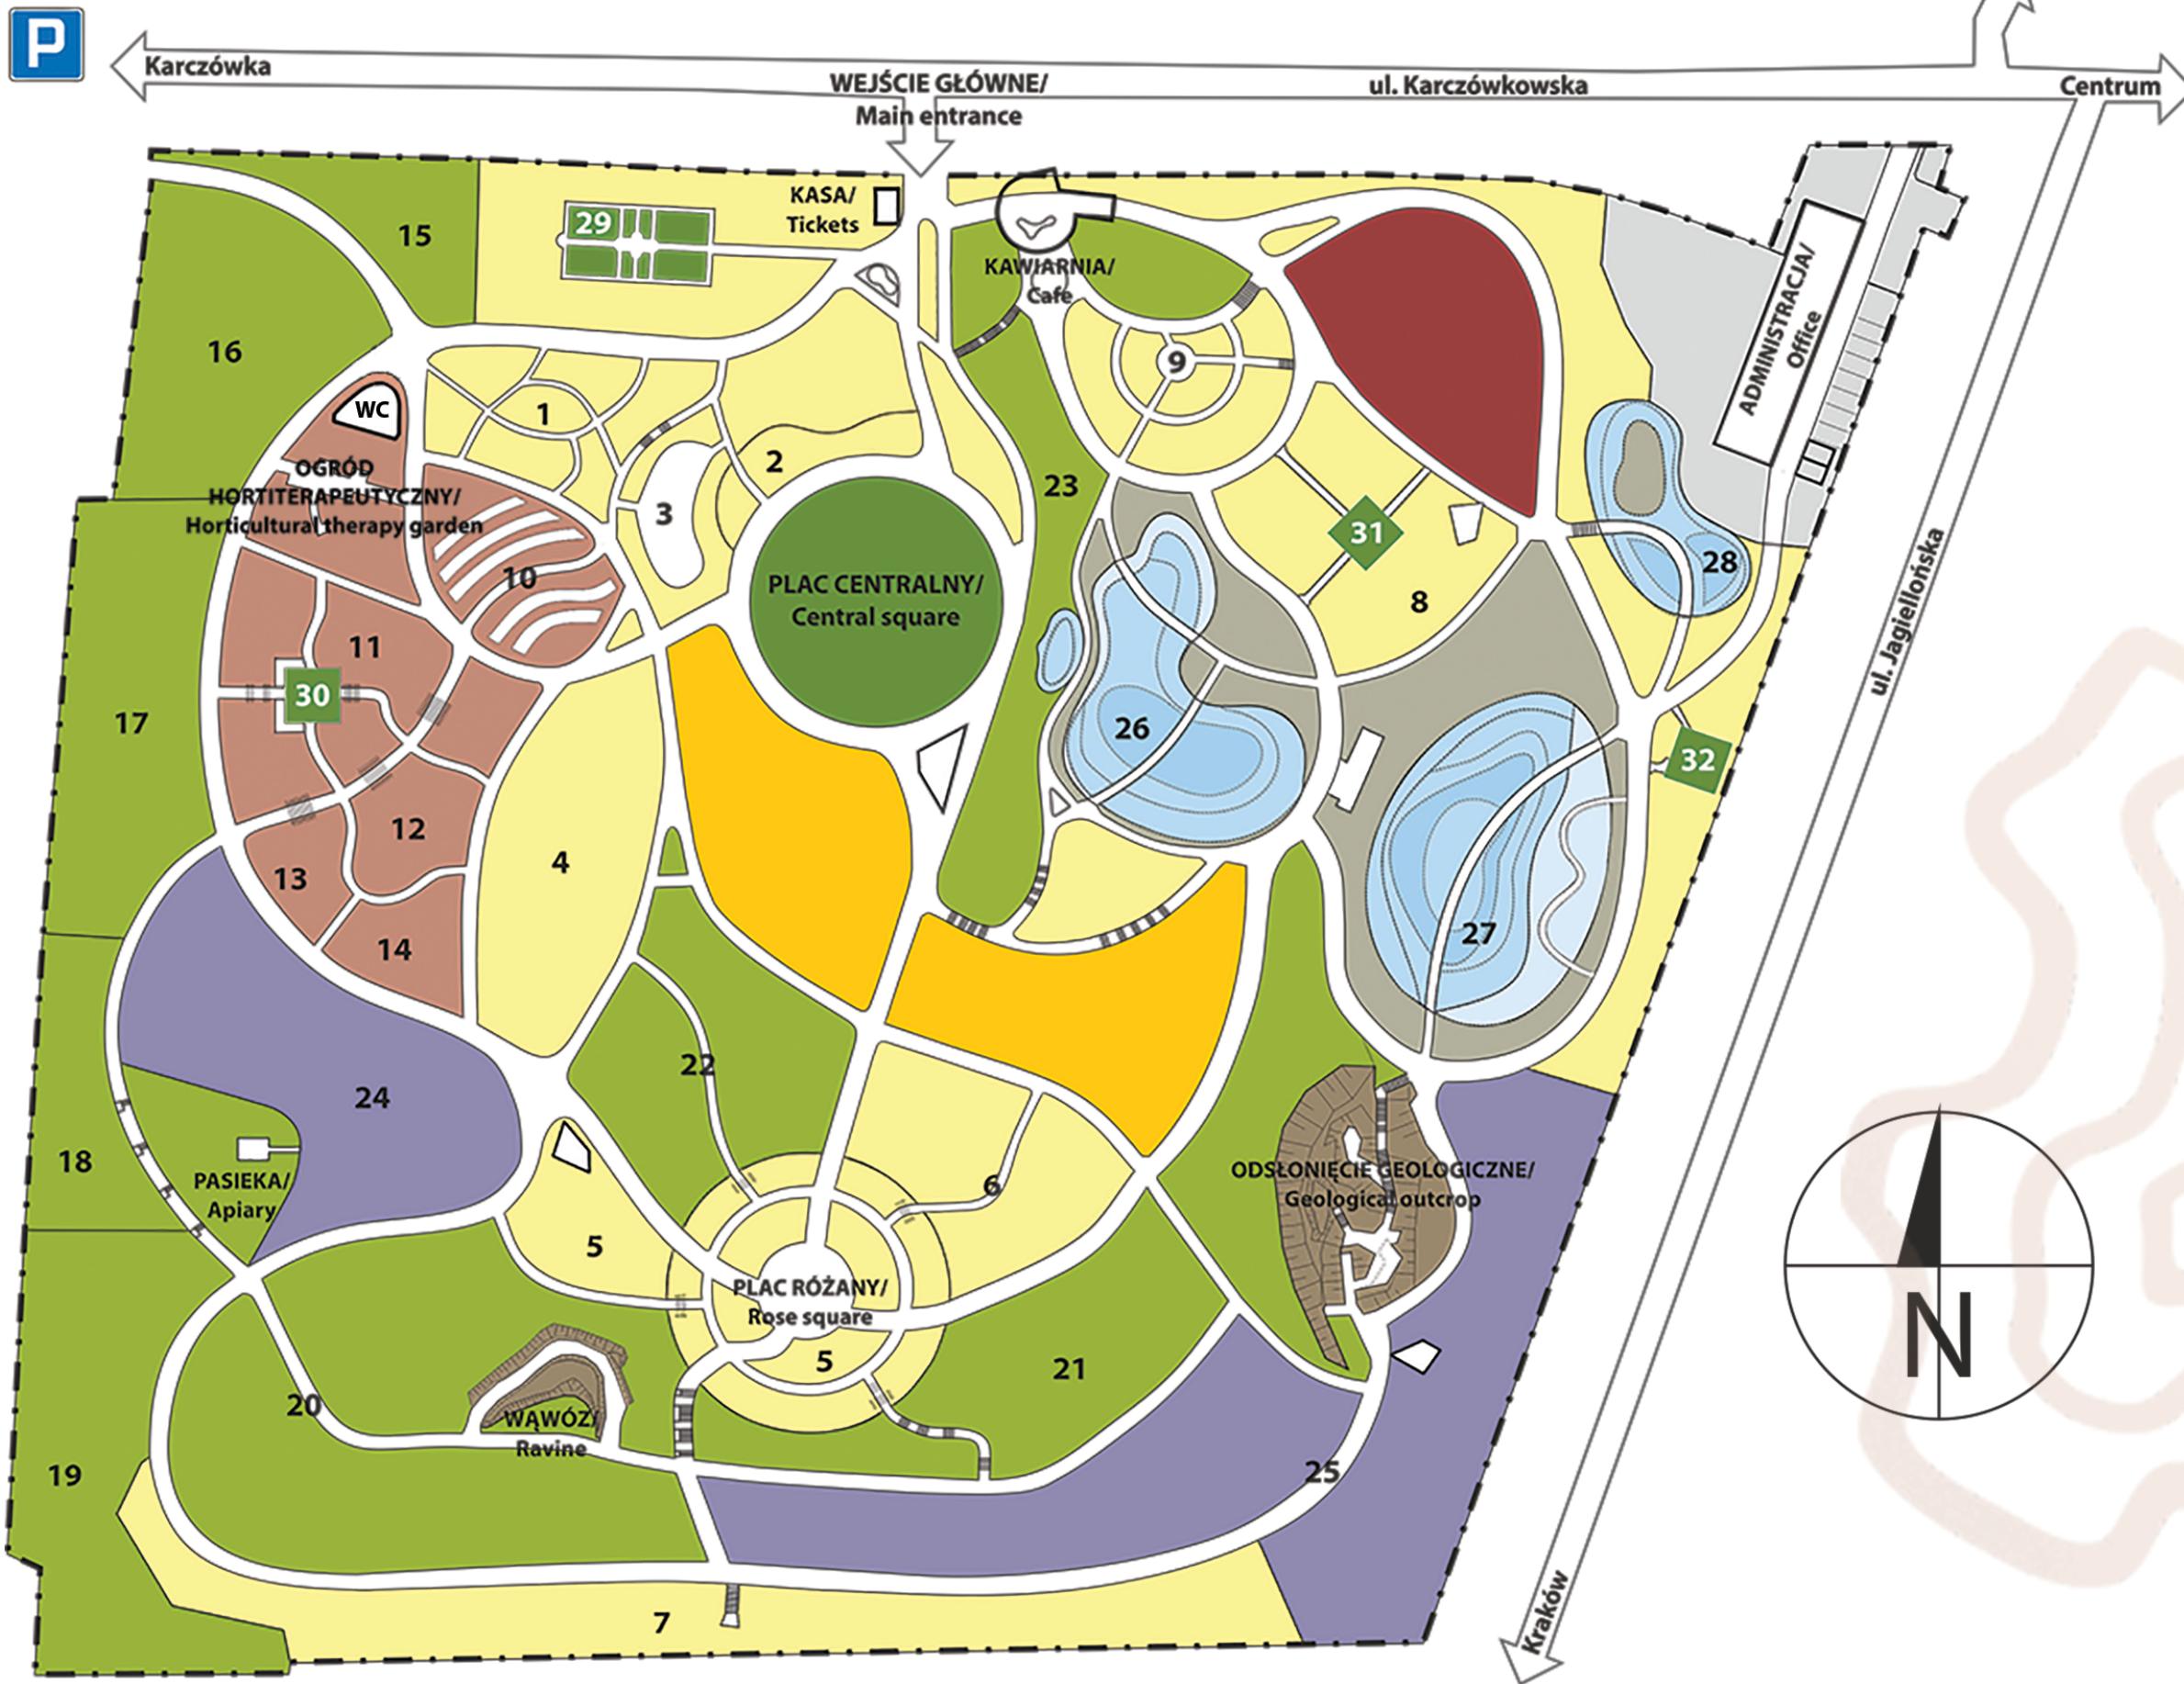 P
Karczówka
WEJŚCIE GŁÓWNE/
Main entrance
ul. Karczówkowska
Centrum
KASA/
Tickets
29
15
KAWIARNIA/
Cafe
ADMINISTRACJA/
Office
16
WC
1
9
2
OGRÓD
HORTITERAPEUTYCZNY/
Horticultural therapy garden
3
23
31
28
10
PLAC CENTRALNY/
Central square
8
ul. Jagiellońska
11
30
17
26
32
12
4
13
14
27
22
24
18
PASIEKA/
Apiary
6
ODSŁONIĘCIE GEOLOGICZNE/
Geological outcrop
5
PLAC RÓŻANY/
Rose square
5
21
N
20
WĄWÓZ/
Ravine
19
25
7
Kraków